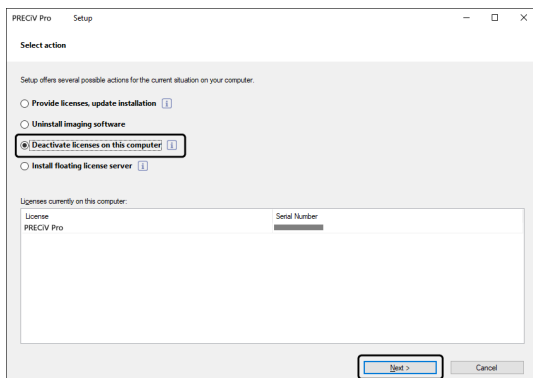 PRECiV Pro Setup
Select action
Setup offers several possible actions for the current situation on your computer.
Provide licenses, update installation i
Uninstall imaging software
Deactivate licenses on this computer i
Install floating license server i
Licenses currently on this computer:
License Serial Number
PRECiV Pro
Next > Cancel